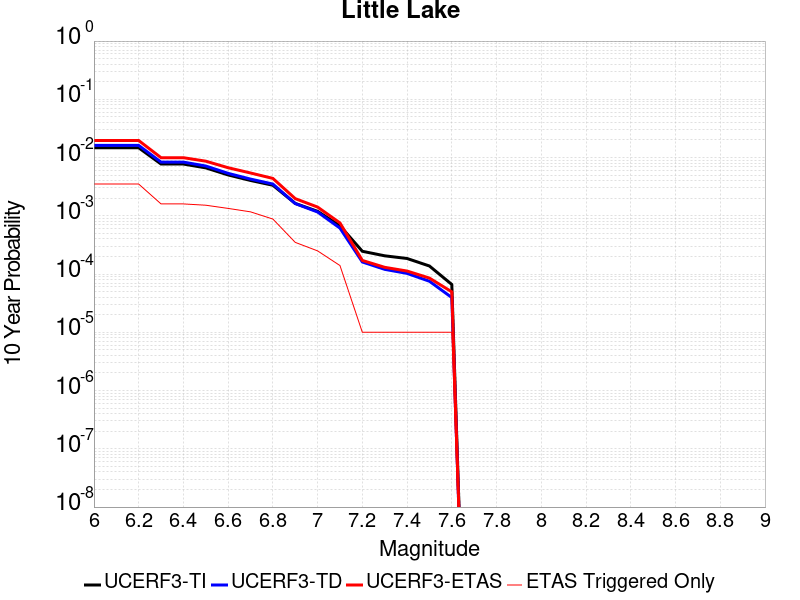 Little Lake
10 Year Probability
10^0
10^-1
10^-2
10^-3
10^-4
10^-5
10^-6
10^-7
10^-8
6 6.2 6.4 6.6 6.8 7 7.2 7.4 7.6 7.8 8 8.2 8.4 8.6 8.8 9
Magnitude
UCERF3-TI UCERF3-TD UCERF3-ETAS ETAS Triggered Only